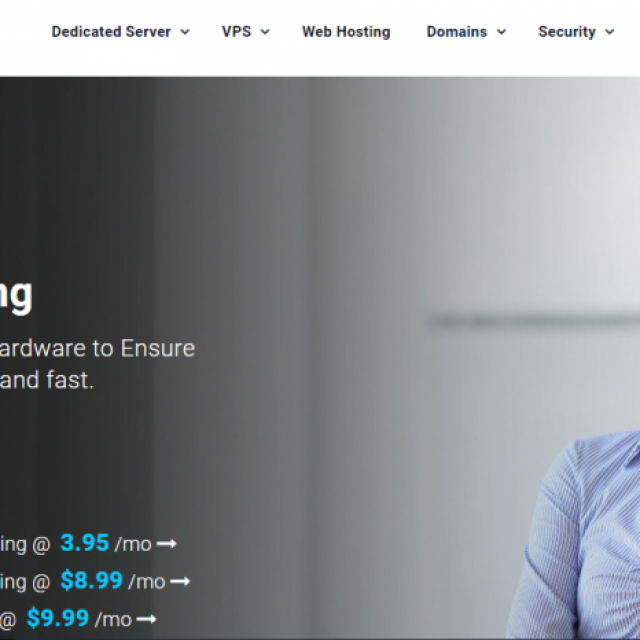 Dedicated Server VPS Web Hosting Domains Security
ng
ardware to Ensure
and fast.
ing @ 3.95 /mo
ing @ $8.99 /mo
@ $9.99 /mo